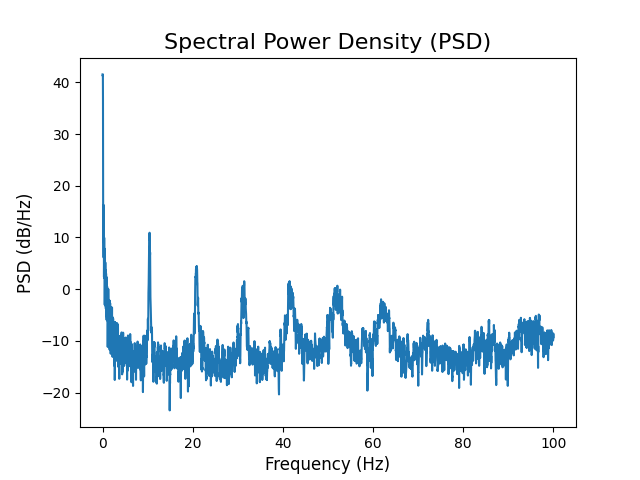 Spectral Power Density (PSD)
40
30
20
10
0
−10
−20
PSD (dB/Hz)
0 20 40 60 80 100
Frequency (Hz)